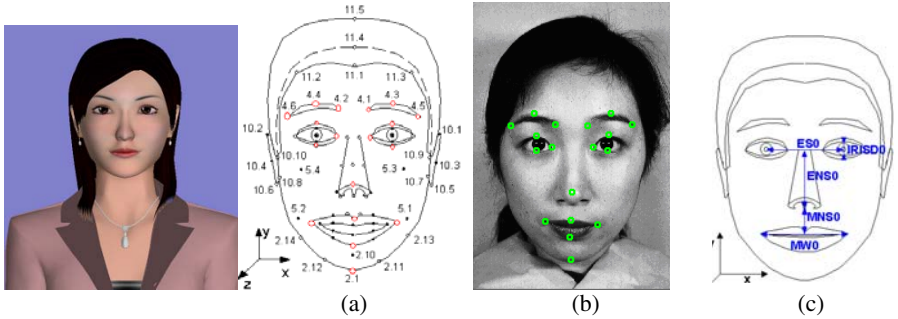 11.5
11.4
11.2 11.1 11.3
4.4 4.3
4.6 4.2 4.1 4.5
10.2 10.1
10.10 10.9
10.4 5.4 5.3 10.3
10.8 10.7
10.6 10.5
5.2 5.1
2.14 2.13
2.10
2.12 2.11
2.1
y
x
z
ES0
IRISD0
ENS0
MNS0
MW0
y
x
(a) (b) (c)